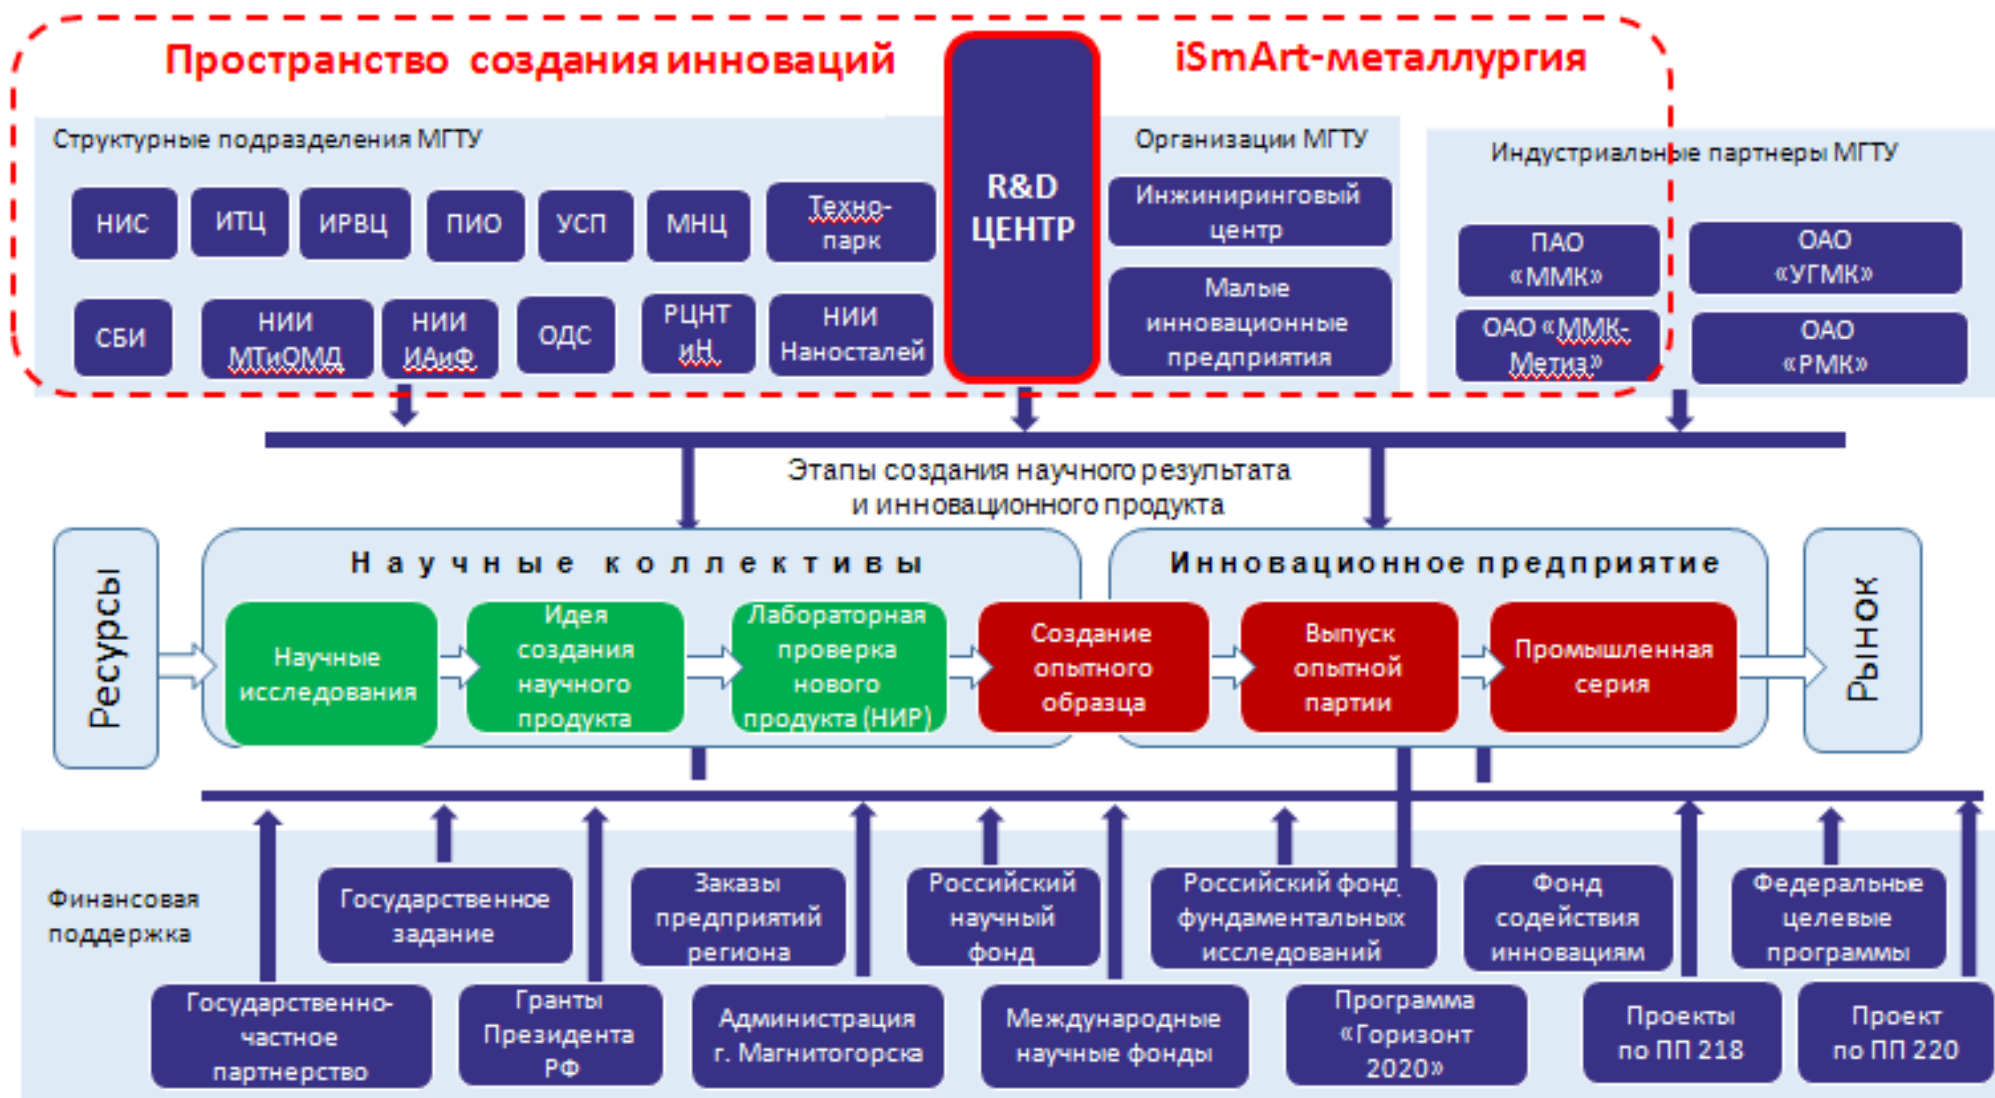 Пространство создания инноваций
iSmArt-металлургия
Структурные подразделения МГТУ
НИС
ИТЦ
ИРВЦ
ПИО
УСП
МНЦ
Техно-
парк
СБИ
НИИ
МТиОМД
НИИ
ИАиФ
ОДС
РЦНТ
иН
НИИ
Наносталей
R&D
ЦЕНТР
Организации МГТУ
Инжиниринговый
центр
Малые
инновационные
предприятия
Индустриальные партнеры МГТУ
ПАО
«ММК»
ОАО
«УГМК»
ОАО «ММК-
Метиз»
ОАО
«РМК»
Этапы создания научного результата
и инновационного продукта
Ресурсы
Научные коллективы
Научные
исследования
Идея
создания
научного
продукта
Лабораторная
проверка
нового
продукта (НИР)
Создание
опытного
образца
Инновационное предприятие
Выпуск
опытной
партии
Промышленная
серия
Рынок
Финансовая
поддержка
Государственное
задание
Заказы
предприятий
региона
Российский
научный
фонд
Российский фонд
фундаментальных
исследований
Фонд
содействия
инновациям
Федеральные
целевые
программы
Государственно-
частное
партнерство
Гранты
Президента
РФ
Администрация
г. Магнитогорска
Международные
научные фонды
Программа
«Горизонт
2020»
Проекты
по ПП 218
Проект
по ПП 220